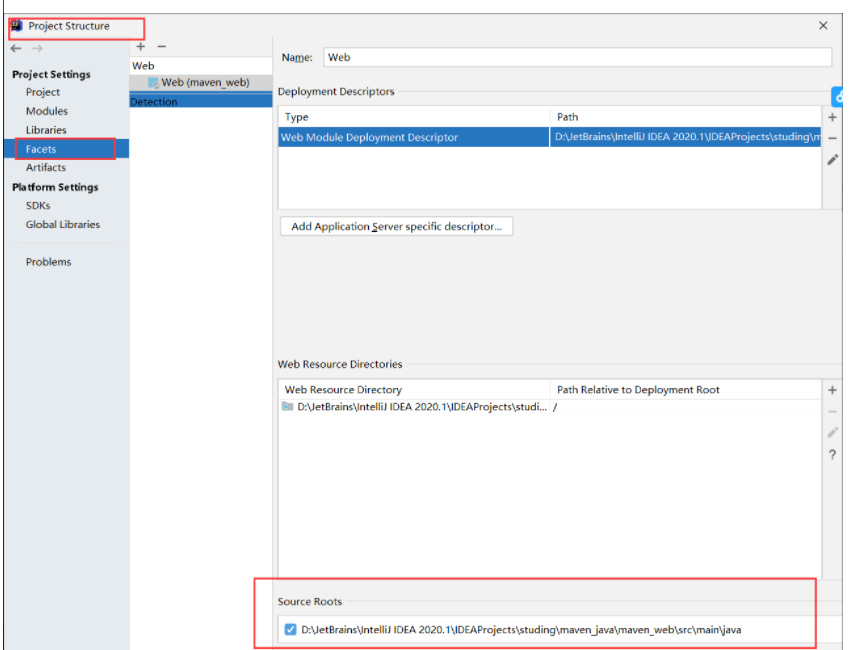 Project Structure
Project Settings
Project
Modules
Libraries
Facets
Artifacts
Platform Settings
SDKs
Global Libraries
Problems
Web
Web (maven_web)
Detection
Name: Web
Deployment Descriptors
Type Path
Web Module Deployment Descriptor D:\JetBrains\IntelliJ IDEA 2020.1\IDEAProjects\studing\m
Add Application Server specific descriptor...
Web Resource Directories
Web Resource Directory Path Relative to Deployment Root
D:\JetBrains\IntelliJ IDEA 2020.1\IDEAProjects\studi... /
Source Roots
D:\JetBrains\IntelliJ IDEA 2020.1\IDEAProjects\studing\maven_java\maven_web\src\main\java